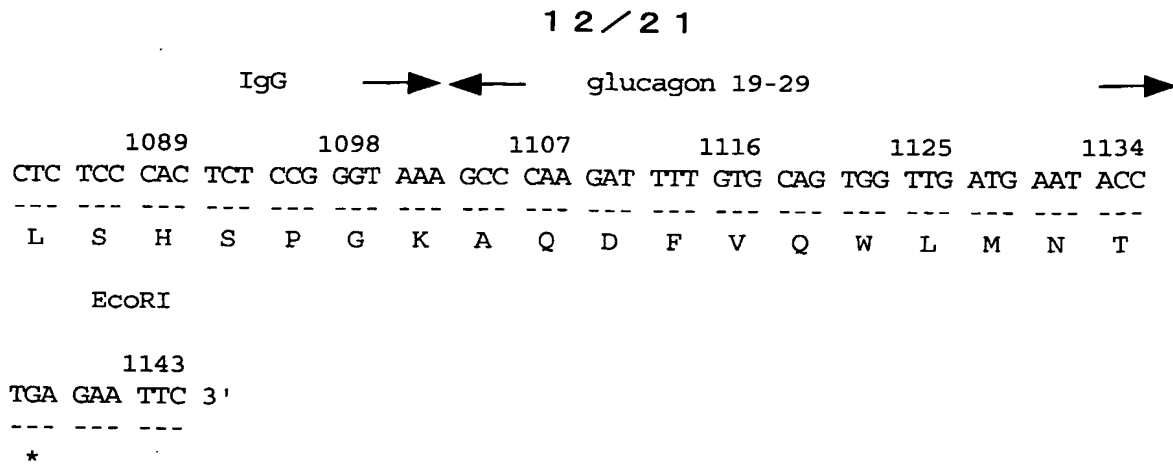 12/21
IgG → ← glucagon 19-29 →
1089 1098 1107 1116 1125 1134
CTC TCC CAC TCT CCG GGT AAA GCC CAA GAT TTT GTG CAG TGG TTG ATG AAT ACC
--- --- --- --- --- --- --- --- --- --- --- --- --- --- --- --- --- ---
L S H S P G K A Q D F V Q W L M N T
EcoRI
1143
TGA GAA TTC 3'
--- --- ---
*